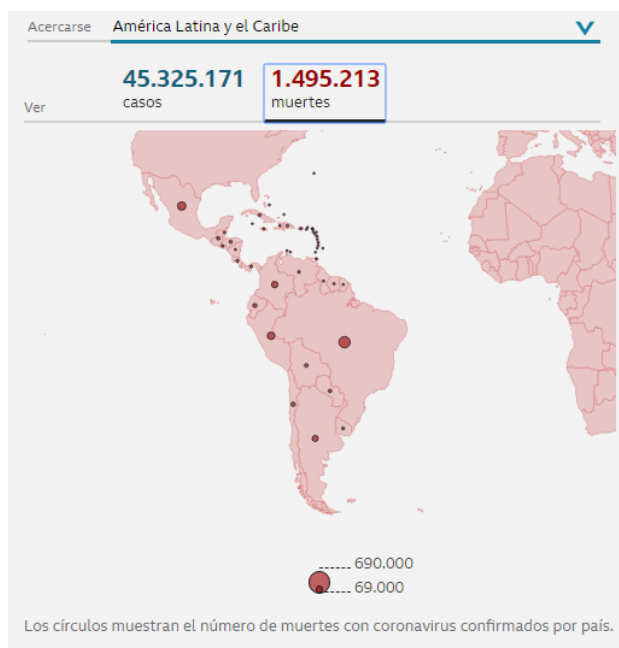 Acercarse América Latina y el Caribe
45.325.171 1.495.213
Ver casos muertes
690.000
69.000
Los círculos muestran el número de muertes con coronavirus confirmados por país.